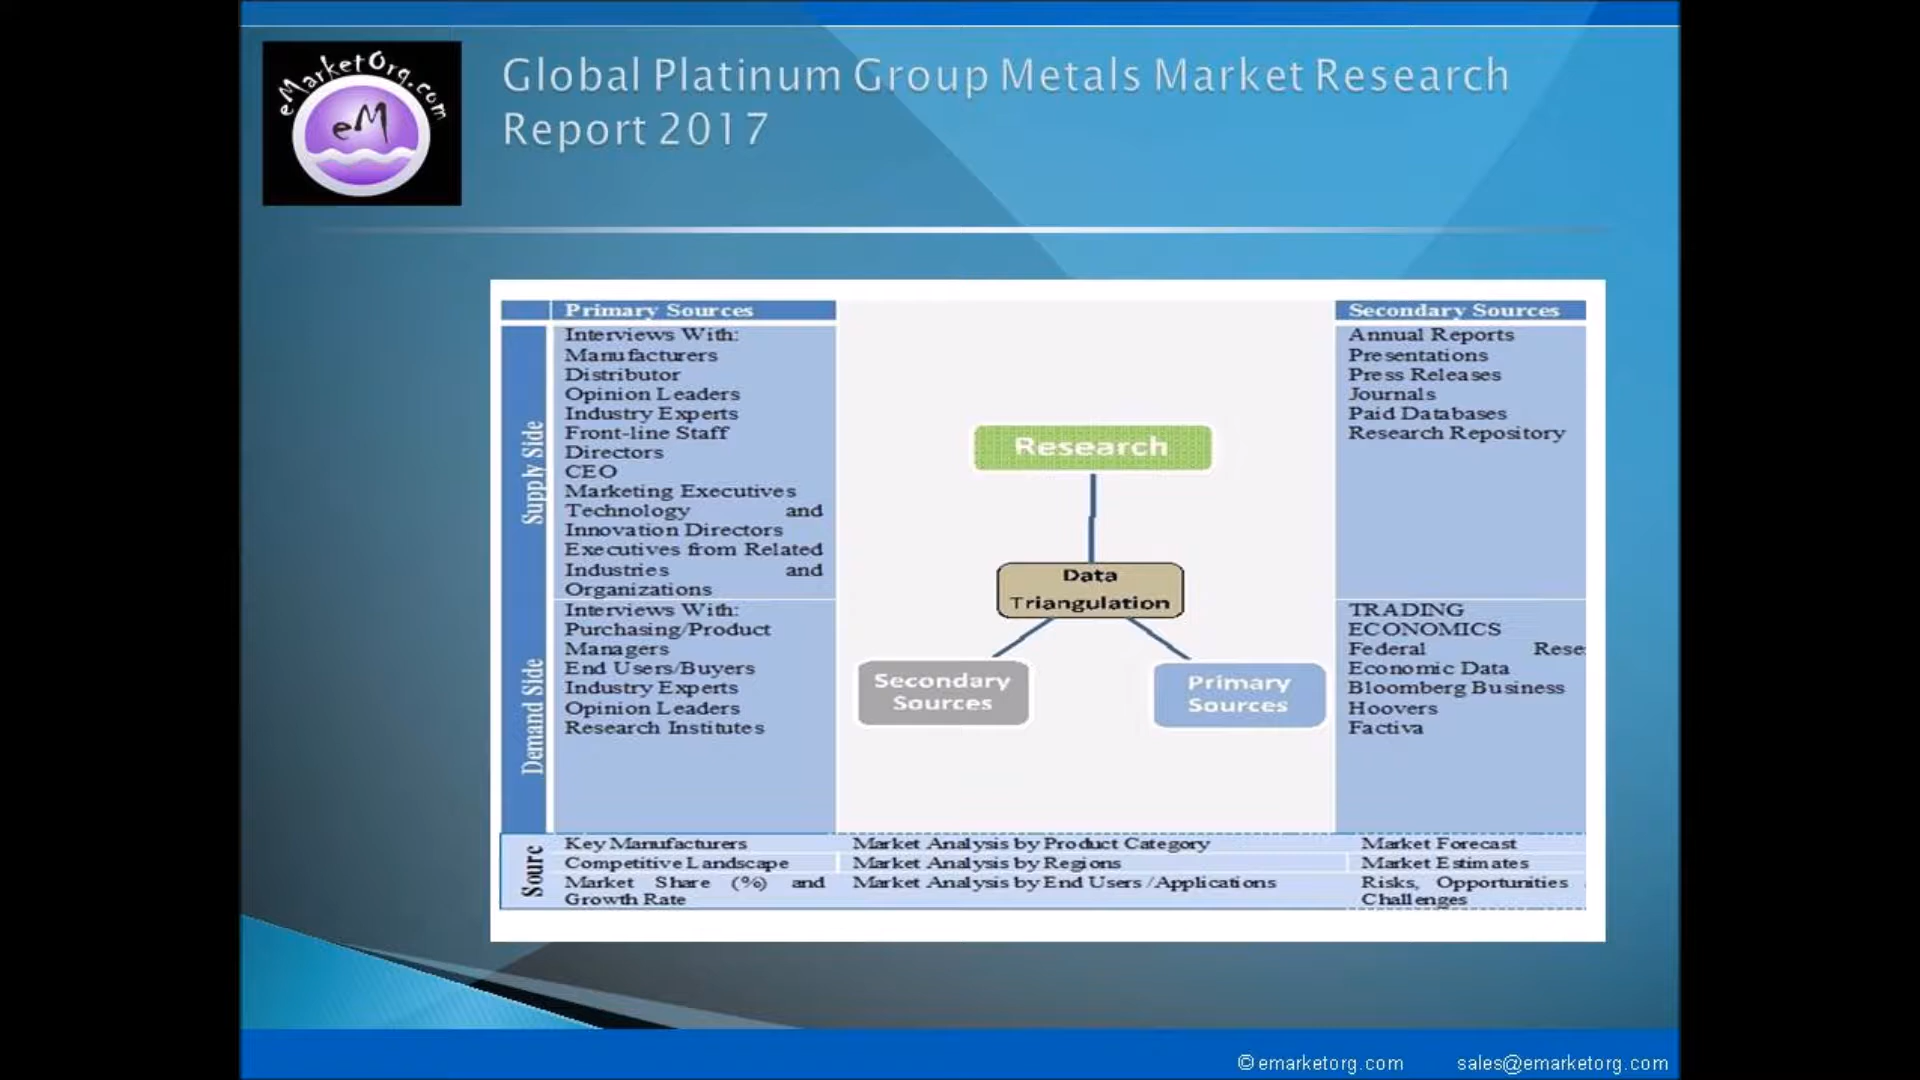 eMarketOrg.com
eM
Global Platinum Group Metals Market Research
Report 2017
Primary Sources
Secondary Sources
Supply Side
Interviews With:
Manufacturers
Distributor
Opinion Leaders
Industry Experts
Front-line Staff
Directors
CEO
Marketing Executives
Technology and
Innovation Directors
Executives from Related
Industries and
Organizations
Annual Reports
Presentations
Press Releases
Journals
Paid Databases
Research Repository
Research
Data
Triangulation
Secondary
Sources
Primary
Sources
Demand Side
Interviews With:
Purchasing/Product
Managers
End Users/Buyers
Industry Experts
Opinion Leaders
Research Institutes
TRADING
ECONOMICS
Federal Rese
Economic Data
Bloomberg Business
Hoovers
Factiva
Sourc
Key Manufacturers
Competitive Landscape
Market Share (%) and
Growth Rate
Market Analysis by Product Category
Market Analysis by Regions
Market Analysis by End Users /Applications
Market Forecast
Market Estimates
Risks, Opportunities
Challenges
© emarketorg.com
sales@emarketorg.com